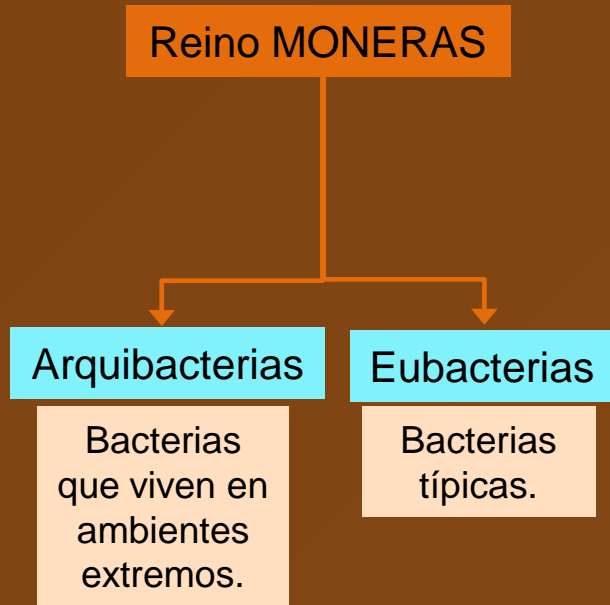 Reino MONERAS
Arquibacterias
Eubacterias
Bacterias
que viven en
ambientes
extremos.
Bacterias
típicas.